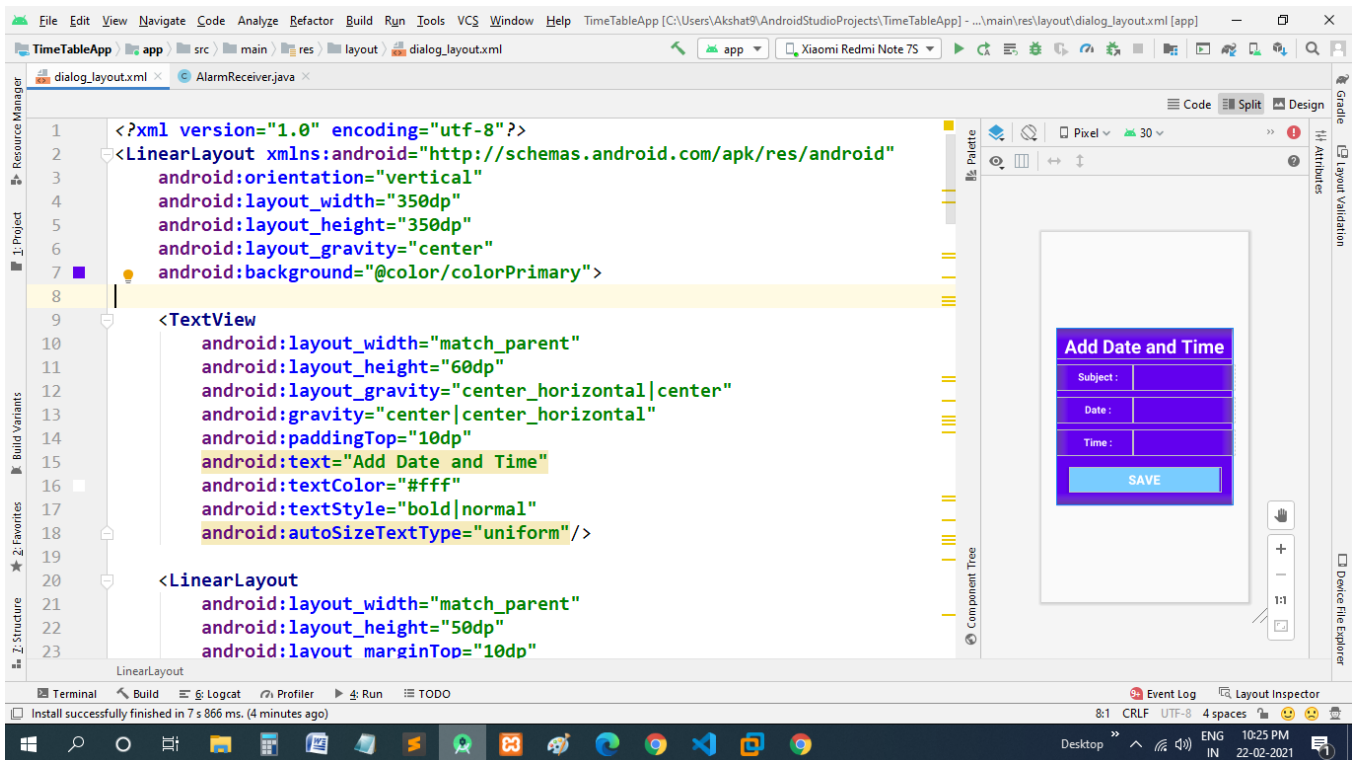 File Edit View Navigate Code Analyze Refactor Build Run Tools VCS Window Help TimeTableApp [C:\Users\Akshat9\AndroidStudioProjects\TimeTableApp] - ...\main\res\layout\dialog_layout.xml [app]
TimeTableApp app src main res layout dialog_layout.xml app Xiaomi Redmi Note 7S
dialog_layout.xml AlarmReceiver.java
Code Split Design
Resource Manager
1: Project
Build Variants
2: Favorites
7: Structure
1 <?xml version="1.0" encoding="utf-8"?>
2 <LinearLayout xmlns:android="http://schemas.android.com/apk/res/android"
3 android:orientation="vertical"
4 android:layout_width="350dp"
5 android:layout_height="350dp"
6 android:layout_gravity="center"
7 android:background="@color/colorPrimary">
8
9 <TextView
10 android:layout_width="match_parent"
11 android:layout_height="60dp"
12 android:layout_gravity="center_horizontal|center"
13 android:gravity="center|center_horizontal"
14 android:paddingTop="10dp"
15 android:text="Add Date and Time"
16 android:textColor="#fff"
17 android:textStyle="bold|normal"
18 android:autoSizeTextType="uniform"/>
19
20 <LinearLayout
21 android:layout_width="match_parent"
22 android:layout_height="50dp"
23 android:layout_marginTop="10dp"
LinearLayout
Palette
Component Tree
Pixel 30
Add Date and Time
Subject :
Date :
Time :
SAVE
1:1
Attributes
Gradle
Layout Validation
Device File Explorer
Terminal Build 6: Logcat Profiler 4: Run TODO 9+ Event Log Layout Inspector
Install successfully finished in 7 s 866 ms. (4 minutes ago) 8:1 CRLF UTF-8 4 spaces
Desktop ENG 10:25 PM
IN 22-02-2021 1